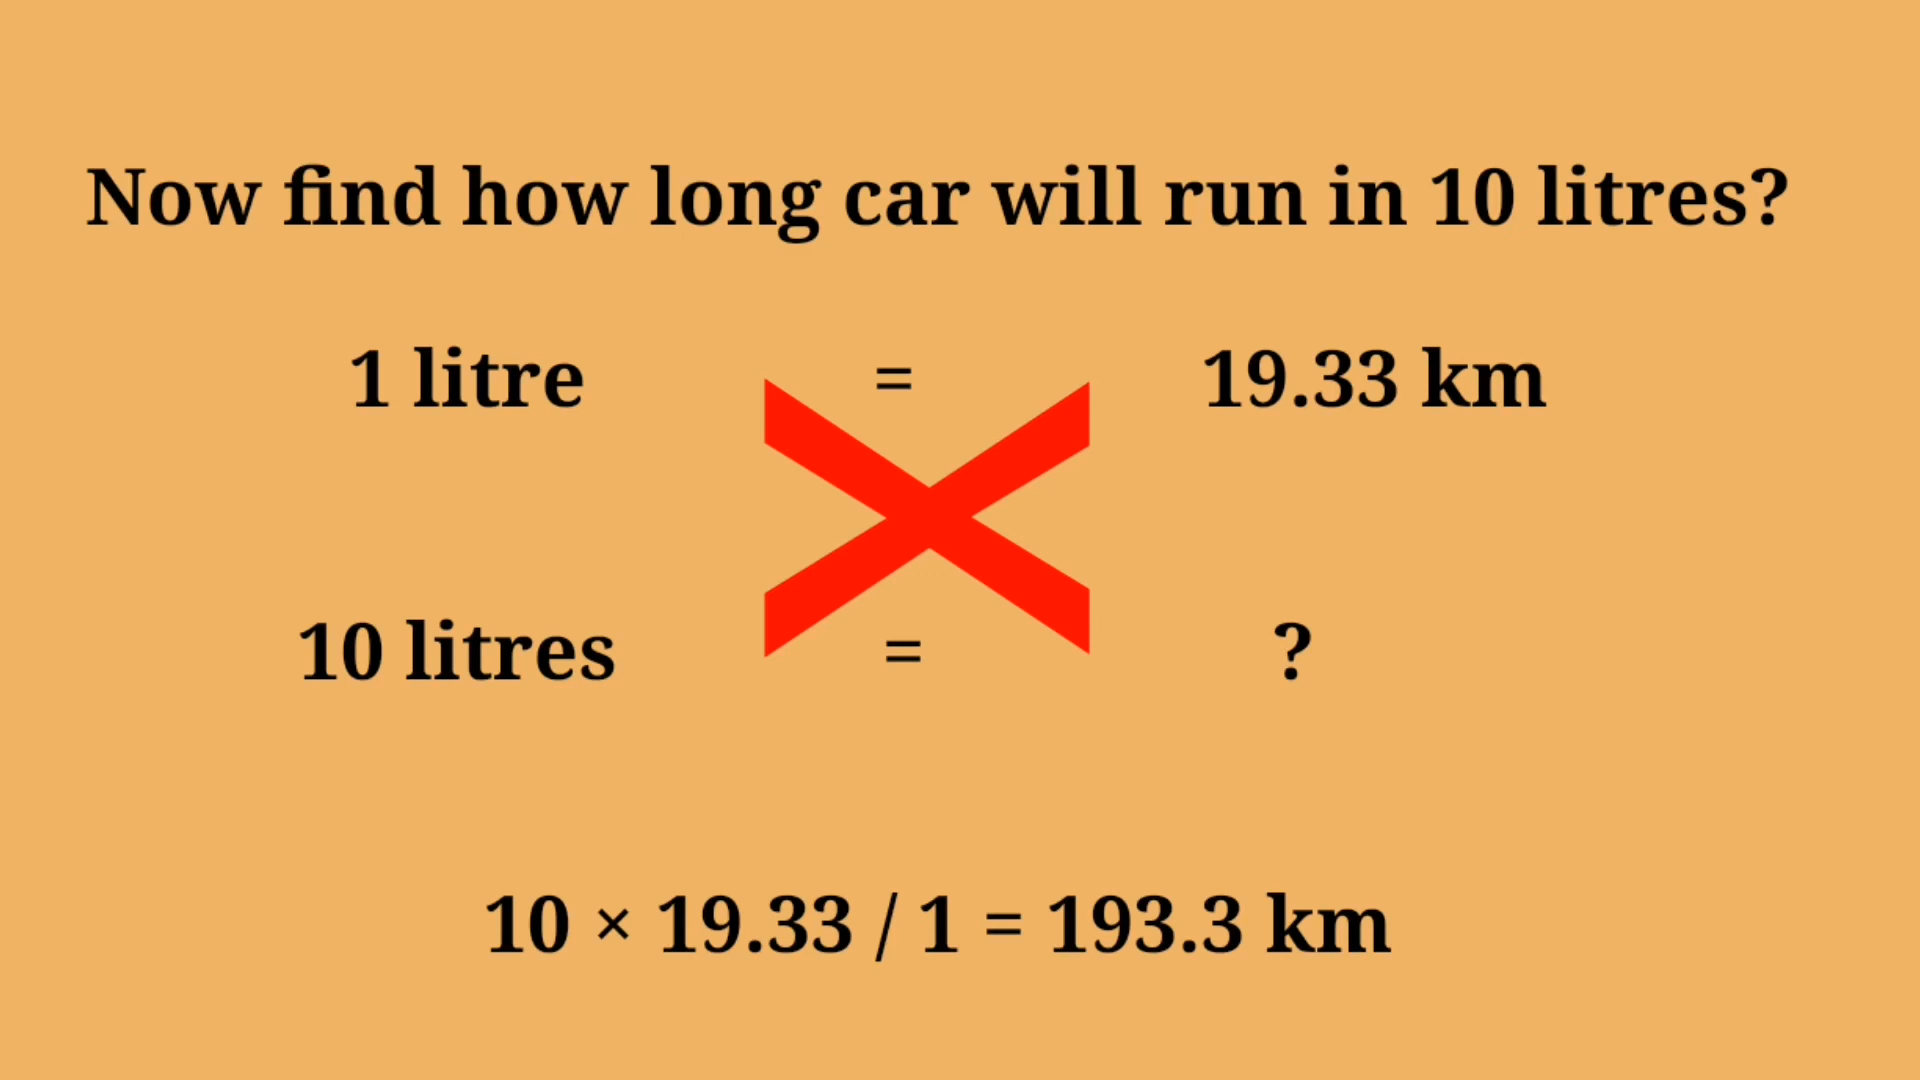 Now find how long car will run in 10 litres?
1 litre = 19.33 km
10 litres = ?
10 × 19.33 / 1 = 193.3 km